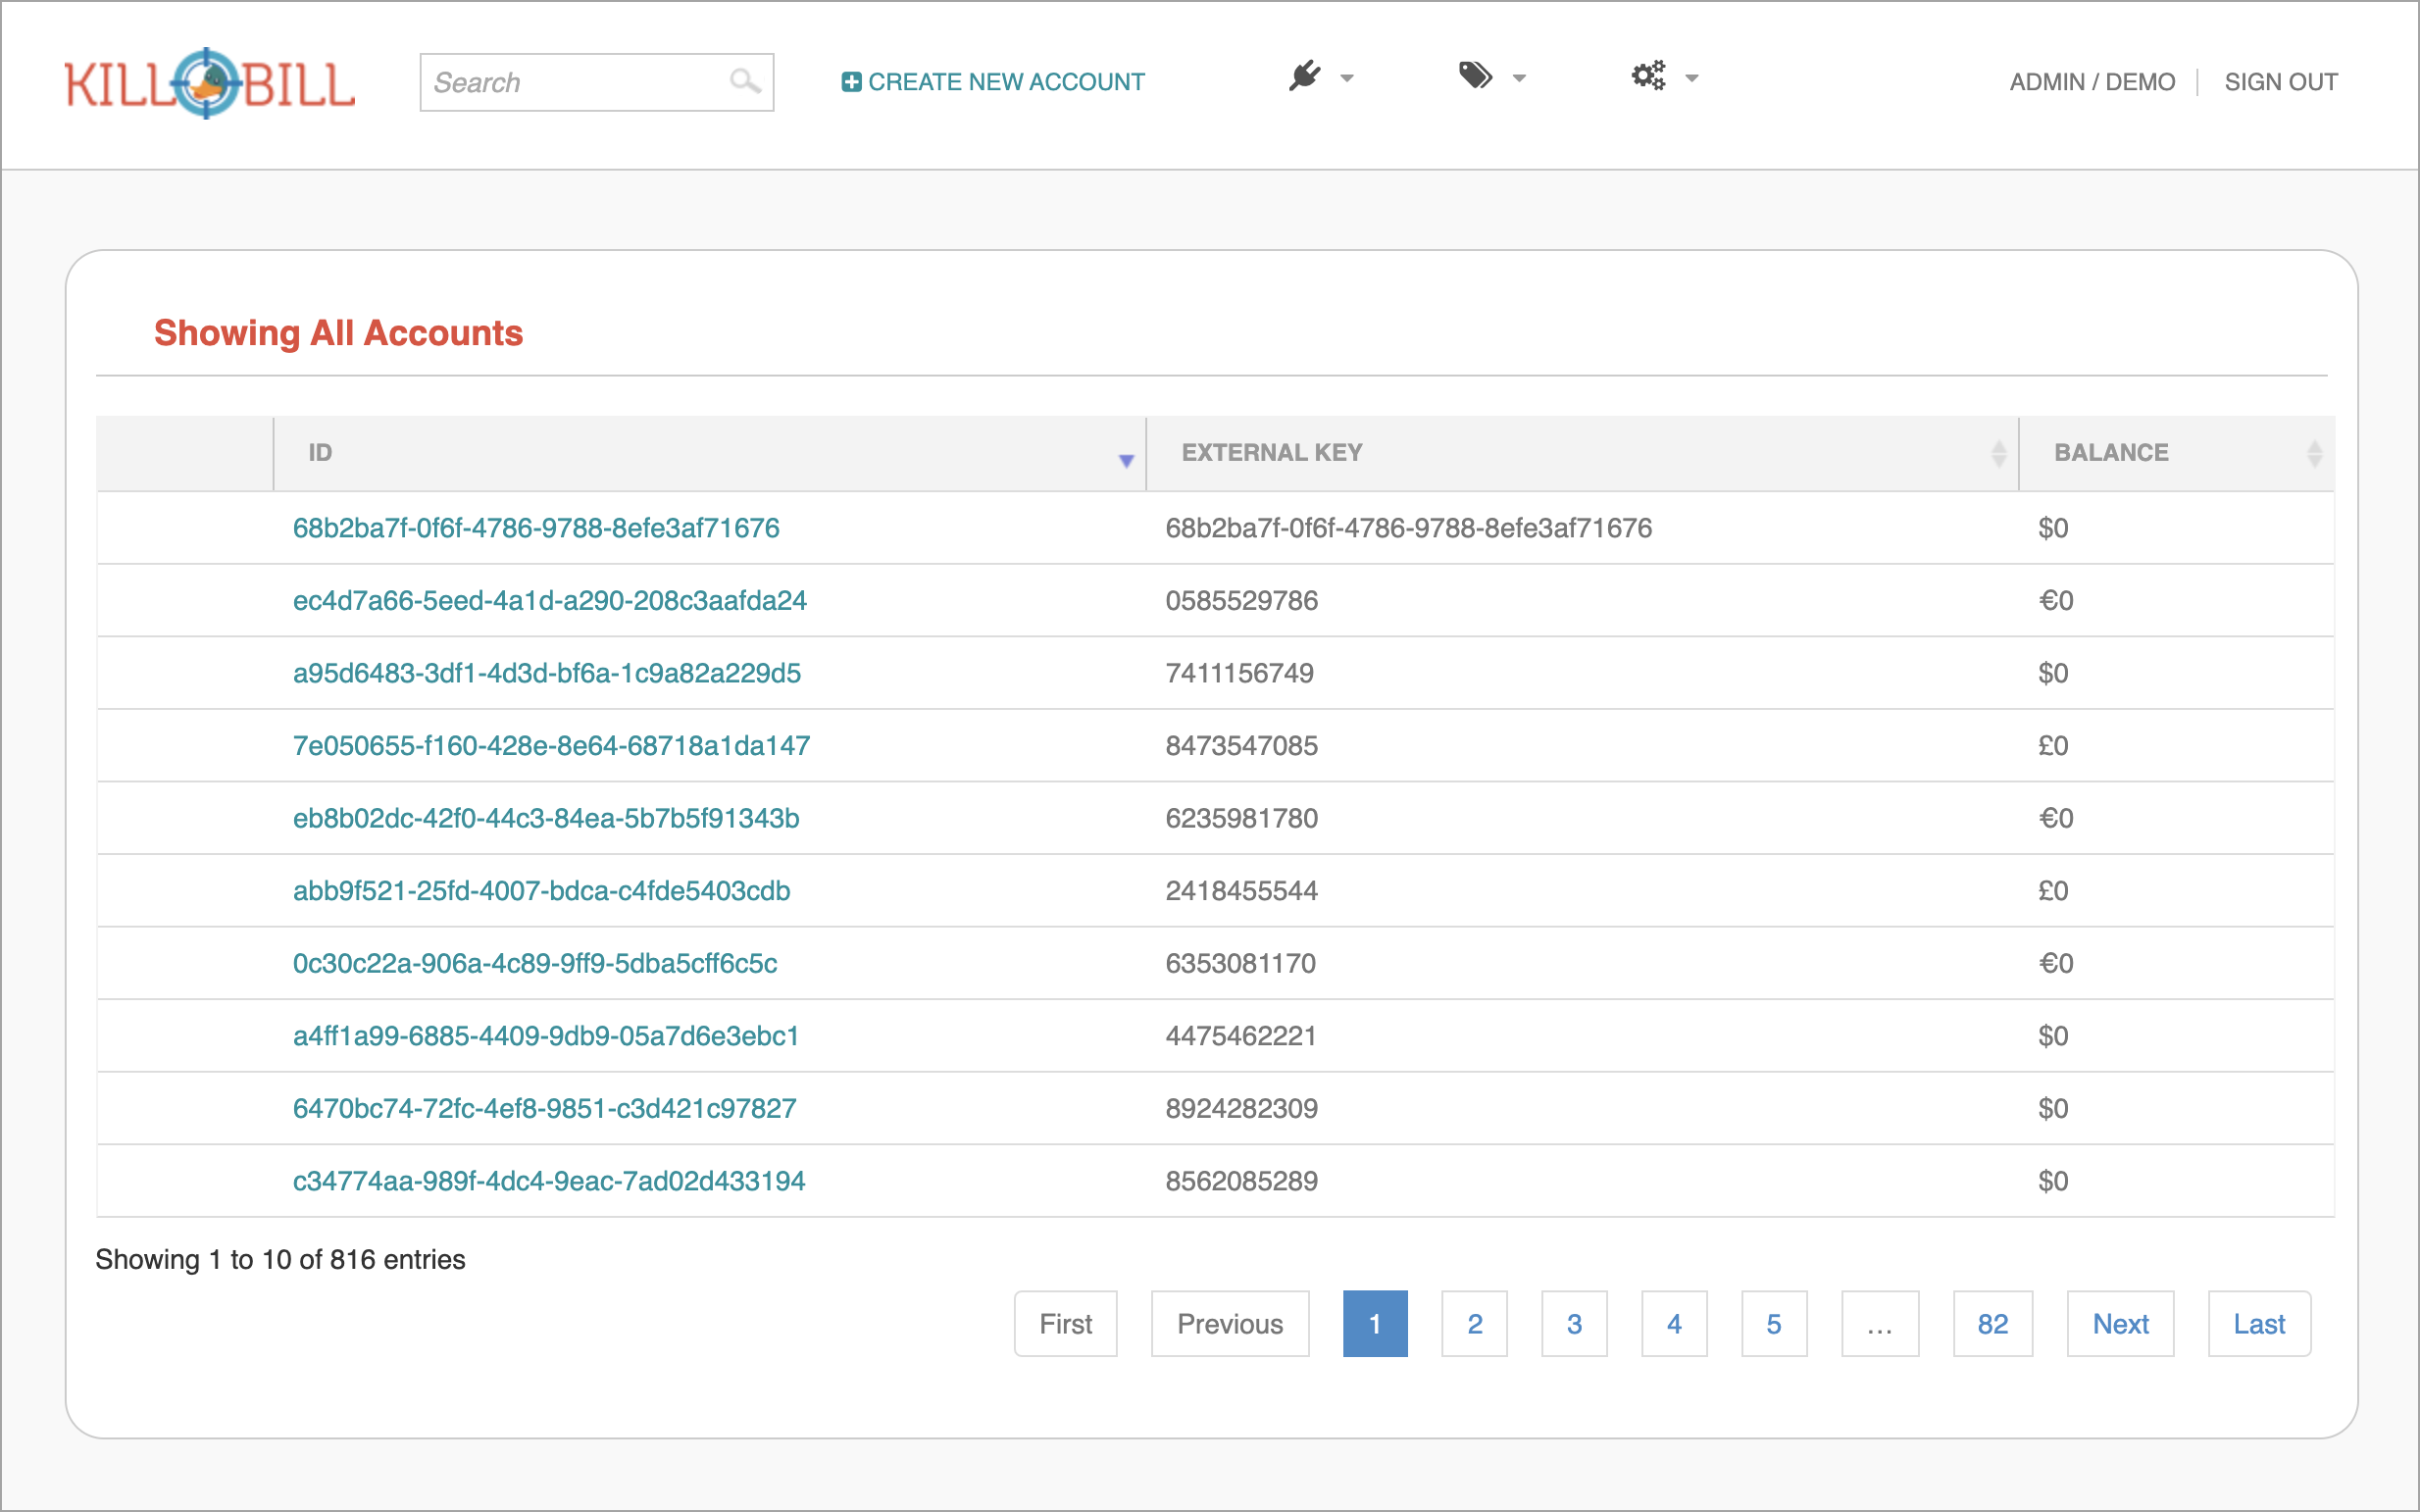 KILL BILL
Search
CREATE NEW ACCOUNT
ADMIN / DEMO SIGN OUT
Showing All Accounts
ID EXTERNAL KEY BALANCE
68b2ba7f-0f6f-4786-9788-8efe3af71676 68b2ba7f-0f6f-4786-9788-8efe3af71676 $0
ec4d7a66-5eed-4a1d-a290-208c3aafda24 0585529786 €0
a95d6483-3df1-4d3d-bf6a-1c9a82a229d5 7411156749 $0
7e050655-f160-428e-8e64-68718a1da147 8473547085 £0
eb8b02dc-42f0-44c3-84ea-5b7b5f91343b 6235981780 €0
abb9f521-25fd-4007-bdca-c4fde5403cdb 2418455544 £0
0c30c22a-906a-4c89-9ff9-5dba5cff6c5c 6353081170 €0
a4ff1a99-6885-4409-9db9-05a7d6e3ebc1 4475462221 $0
6470bc74-72fc-4ef8-9851-c3d421c97827 8924282309 $0
c34774aa-989f-4dc4-9eac-7ad02d433194 8562085289 $0
Showing 1 to 10 of 816 entries
First Previous 1 2 3 4 5 … 82 Next Last